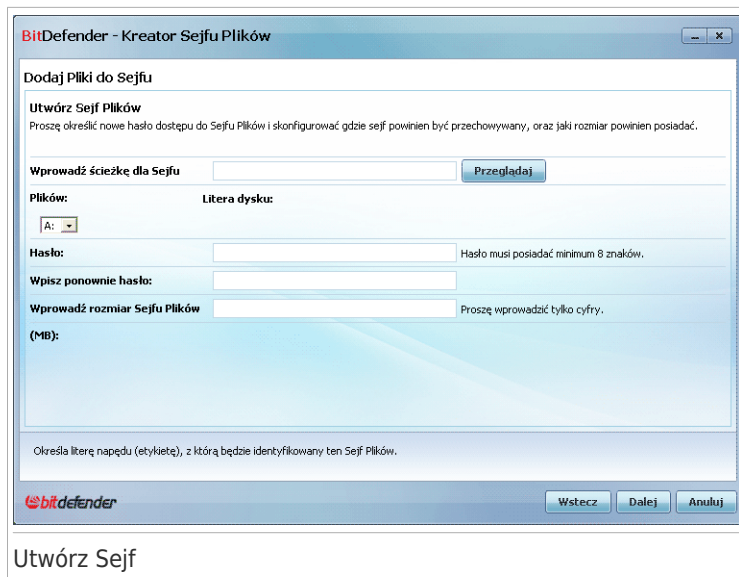 BitDefender - Kreator Sejfu Plików
Dodaj Pliki do Sejfu
Utwórz Sejf Plików
Proszę określić nowe hasło dostępu do Sejfu Plików i skonfigurować gdzie sejf powinien być przechowywany, oraz jaki rozmiar powinien posiadać.
Wprowadź ścieżkę dla Sejfu Przeglądaj
Plików: Litera dysku:
A:
Hasło: Hasło musi posiadać minimum 8 znaków.
Wpisz ponownie hasło:
Wprowadź rozmiar Sejfu Plików Proszę wprowadzić tylko cyfry.
(MB):
Określa literę napędu (etykietę), z którą będzie identyfikowany ten Sejf Plików.
bitdefender Wstecz Dalej Anuluj
Utwórz Sejf